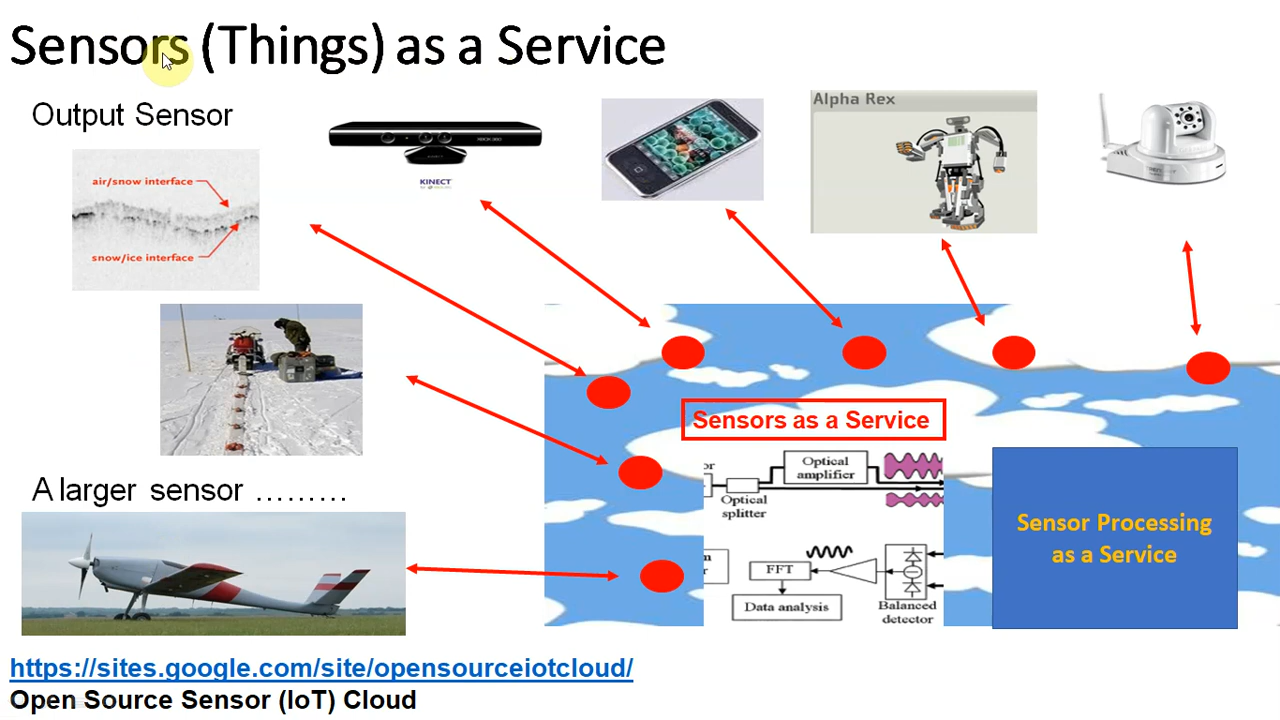 Sensors (Things) as a Service
Output Sensor
air/snow interface
snow/ice interface
XBOX 360
KINECT
Alpha Rex
Sensors as a Service
or
Optical
amplifier
Optical
splitter
FFT
Data analysis
Balanced
detector
Sensor Processing
as a Service
A larger sensor ………
https://sites.google.com/site/opensourceiotcloud/
Open Source Sensor (IoT) Cloud